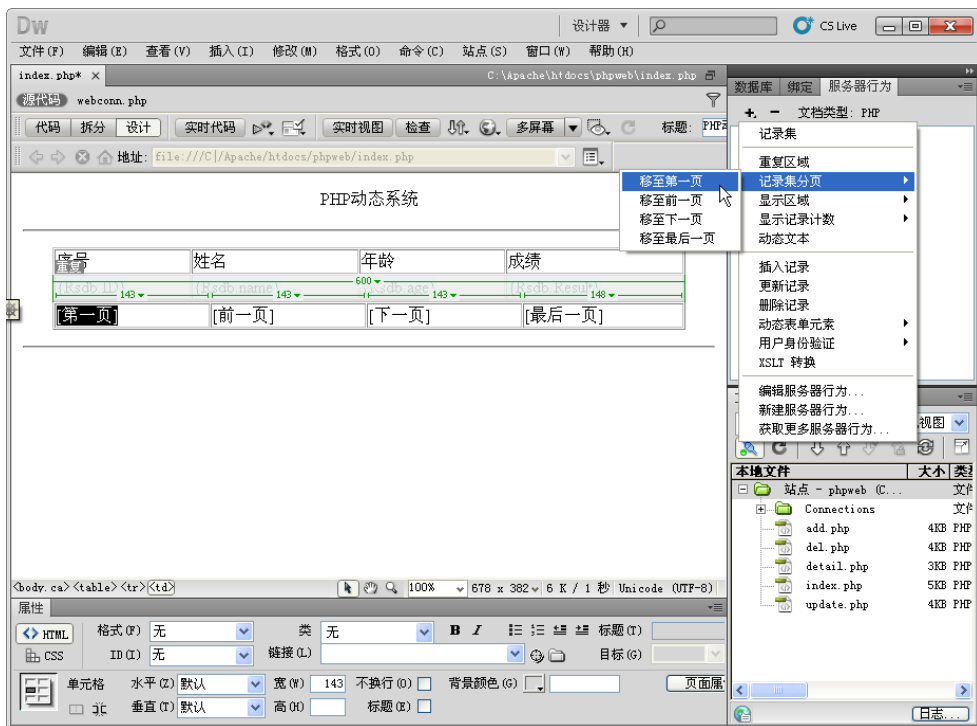 Dw 设计器 CS Live
文件(F) 编辑(E) 查看(V) 插入(I) 修改(M) 格式(O) 命令(C) 站点(S) 窗口(W) 帮助(H)
index.php* × C:\Apache\htdocs\phpweb\index.php
源代码 webconn.php
代码 拆分 设计 实时代码 实时视图 检查 多屏幕 标题: PHP
地址: file:///C|/Apache/htdocs/phpweb/index.php
PHP动态系统
序号 姓名 年龄 成绩
重复
{Rsdb.ID} {Rsdb.name} {Rsdb.age} {Rsdb.Result}
600
143 143 143 148
[第一页] [前一页] [下一页] [最后一页]
数据库 绑定 服务器行为
+ - 文档类型: PHP
记录集
重复区域
记录集分页
显示区域
显示记录计数
动态文本
插入记录
更新记录
删除记录
动态表单元素
用户身份验证
XSLT 转换
编辑服务器行为...
新建服务器行为...
获取更多服务器行为...
移至第一页
移至前一页
移至下一页
移至最后一页
视图
本地文件 大小 类
站点 - phpweb (C... 文件
Connections 文件
add.php 4KB PHP
del.php 4KB PHP
detail.php 3KB PHP
index.php 5KB PHP
update.php 4KB PHP
日志...
<body.ca> <table> <tr> <td> 100% 678 x 382 6 K / 1 秒 Unicode (UTF-8)
属性
<> HTML 格式(F) 无 类 无 B I 标题(T)
CSS ID(I) 无 链接(L) 目标(G)
单元格 水平(Z) 默认 宽(W) 143 不换行(O) 背景颜色(G) 页面属
垂直(T) 默认 高(H) 标题(E)